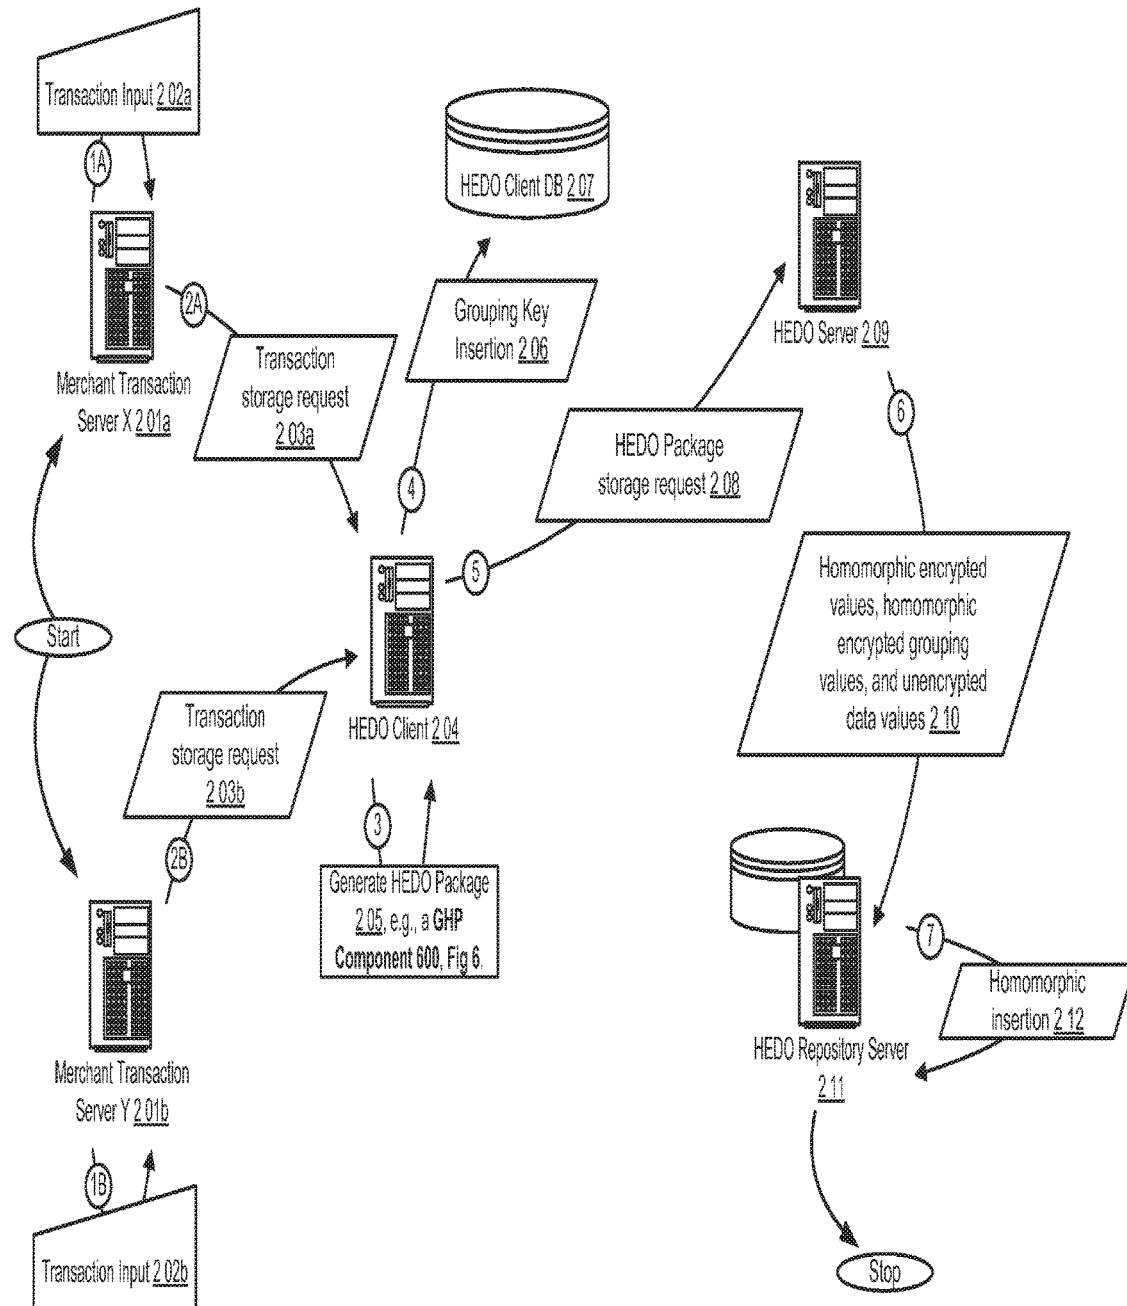 Transaction Input 2.02a
1A
HEDO Client DB 2.07
2A
Grouping Key
Insertion 2.06
HEDO Server 2.09
Transaction
storage request
2.03a
Merchant Transaction
Server X 2.01a
6
HEDO Package
storage request 2.08
4
5
Homomorphic encrypted
values, homomorphic
encrypted grouping
values, and unencrypted
data values 2.10
Start
HEDO Client 2.04
Transaction
storage request
2.03b
3
2B
Generate HEDO Package
2.05, e.g., a GHP
Component 600, Fig 6.
7
Homomorphic
insertion 2.12
HEDO Repository Server
2.11
Merchant Transaction
Server Y 2.01b
1B
Transaction Input 2.02b
Stop